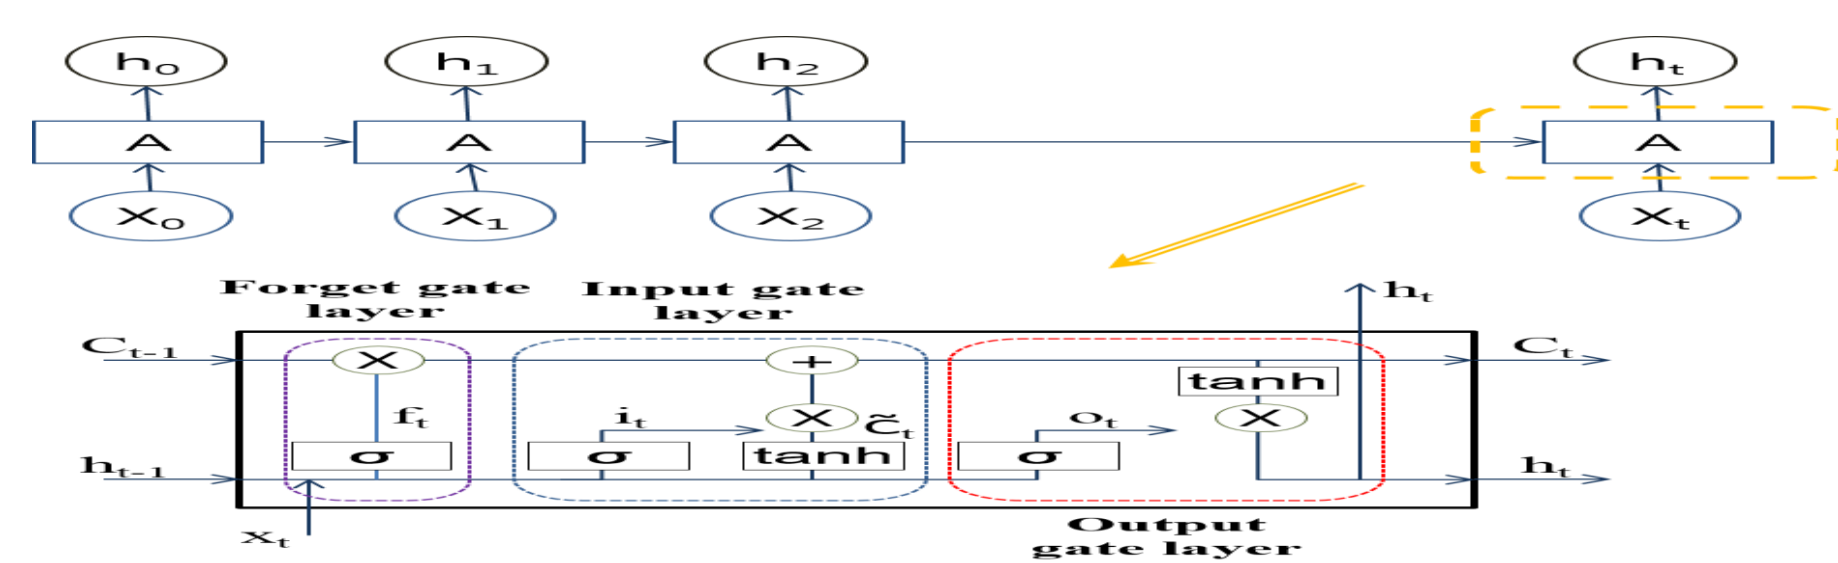 h₀ h₁ h₂ hₜ
A A A A
X₀ X₁ X₂ Xₜ
Forget gate
layer
Input gate
layer
hₜ
Cₜ₋₁ X + Cₜ
tanh
fₜ iₜ X C̃ₜ oₜ X
σ σ tanh σ
hₜ₋₁ hₜ
xₜ
Output
gate layer